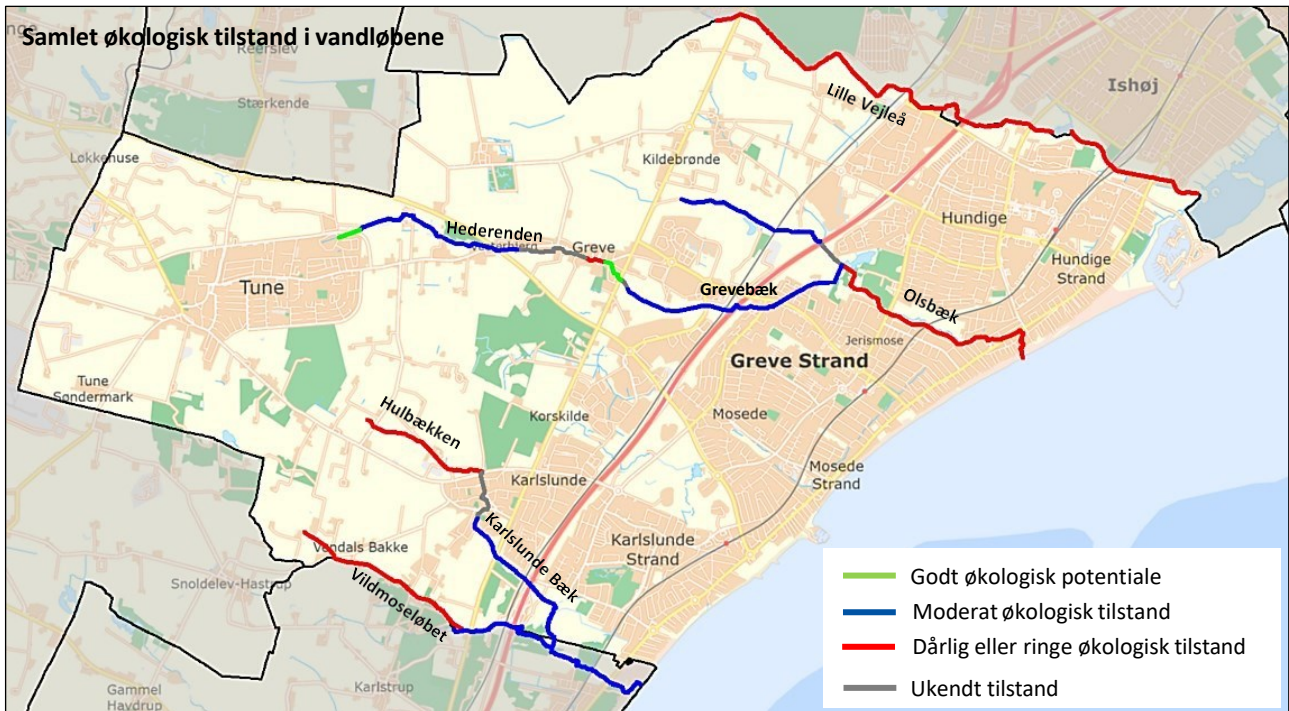 Samlet økologisk tilstand i vandløbene
Reerslev
Ishøj
Stærkende
Lille Vejleå
Løkkehuse
Kildebrønde
Hundige
Hederenden
Greve
Hundige
Strand
Tune
Grevebæk
Olsbæk
Jerismose
Greve Strand
Tune
Søndermark
Hulbækken
Korskilde
Mosede
Mosede
Strand
Karlslunde
Karlslunde Bæk
Karlslunde
Strand
Vindals Bakke
Snoldelev-Hastrup
Vildmoseløbet
Karlstrup
Gammel
Havdrup
Godt økologisk potentiale
Moderat økologisk tilstand
Dårlig eller ringe økologisk tilstand
Ukendt tilstand